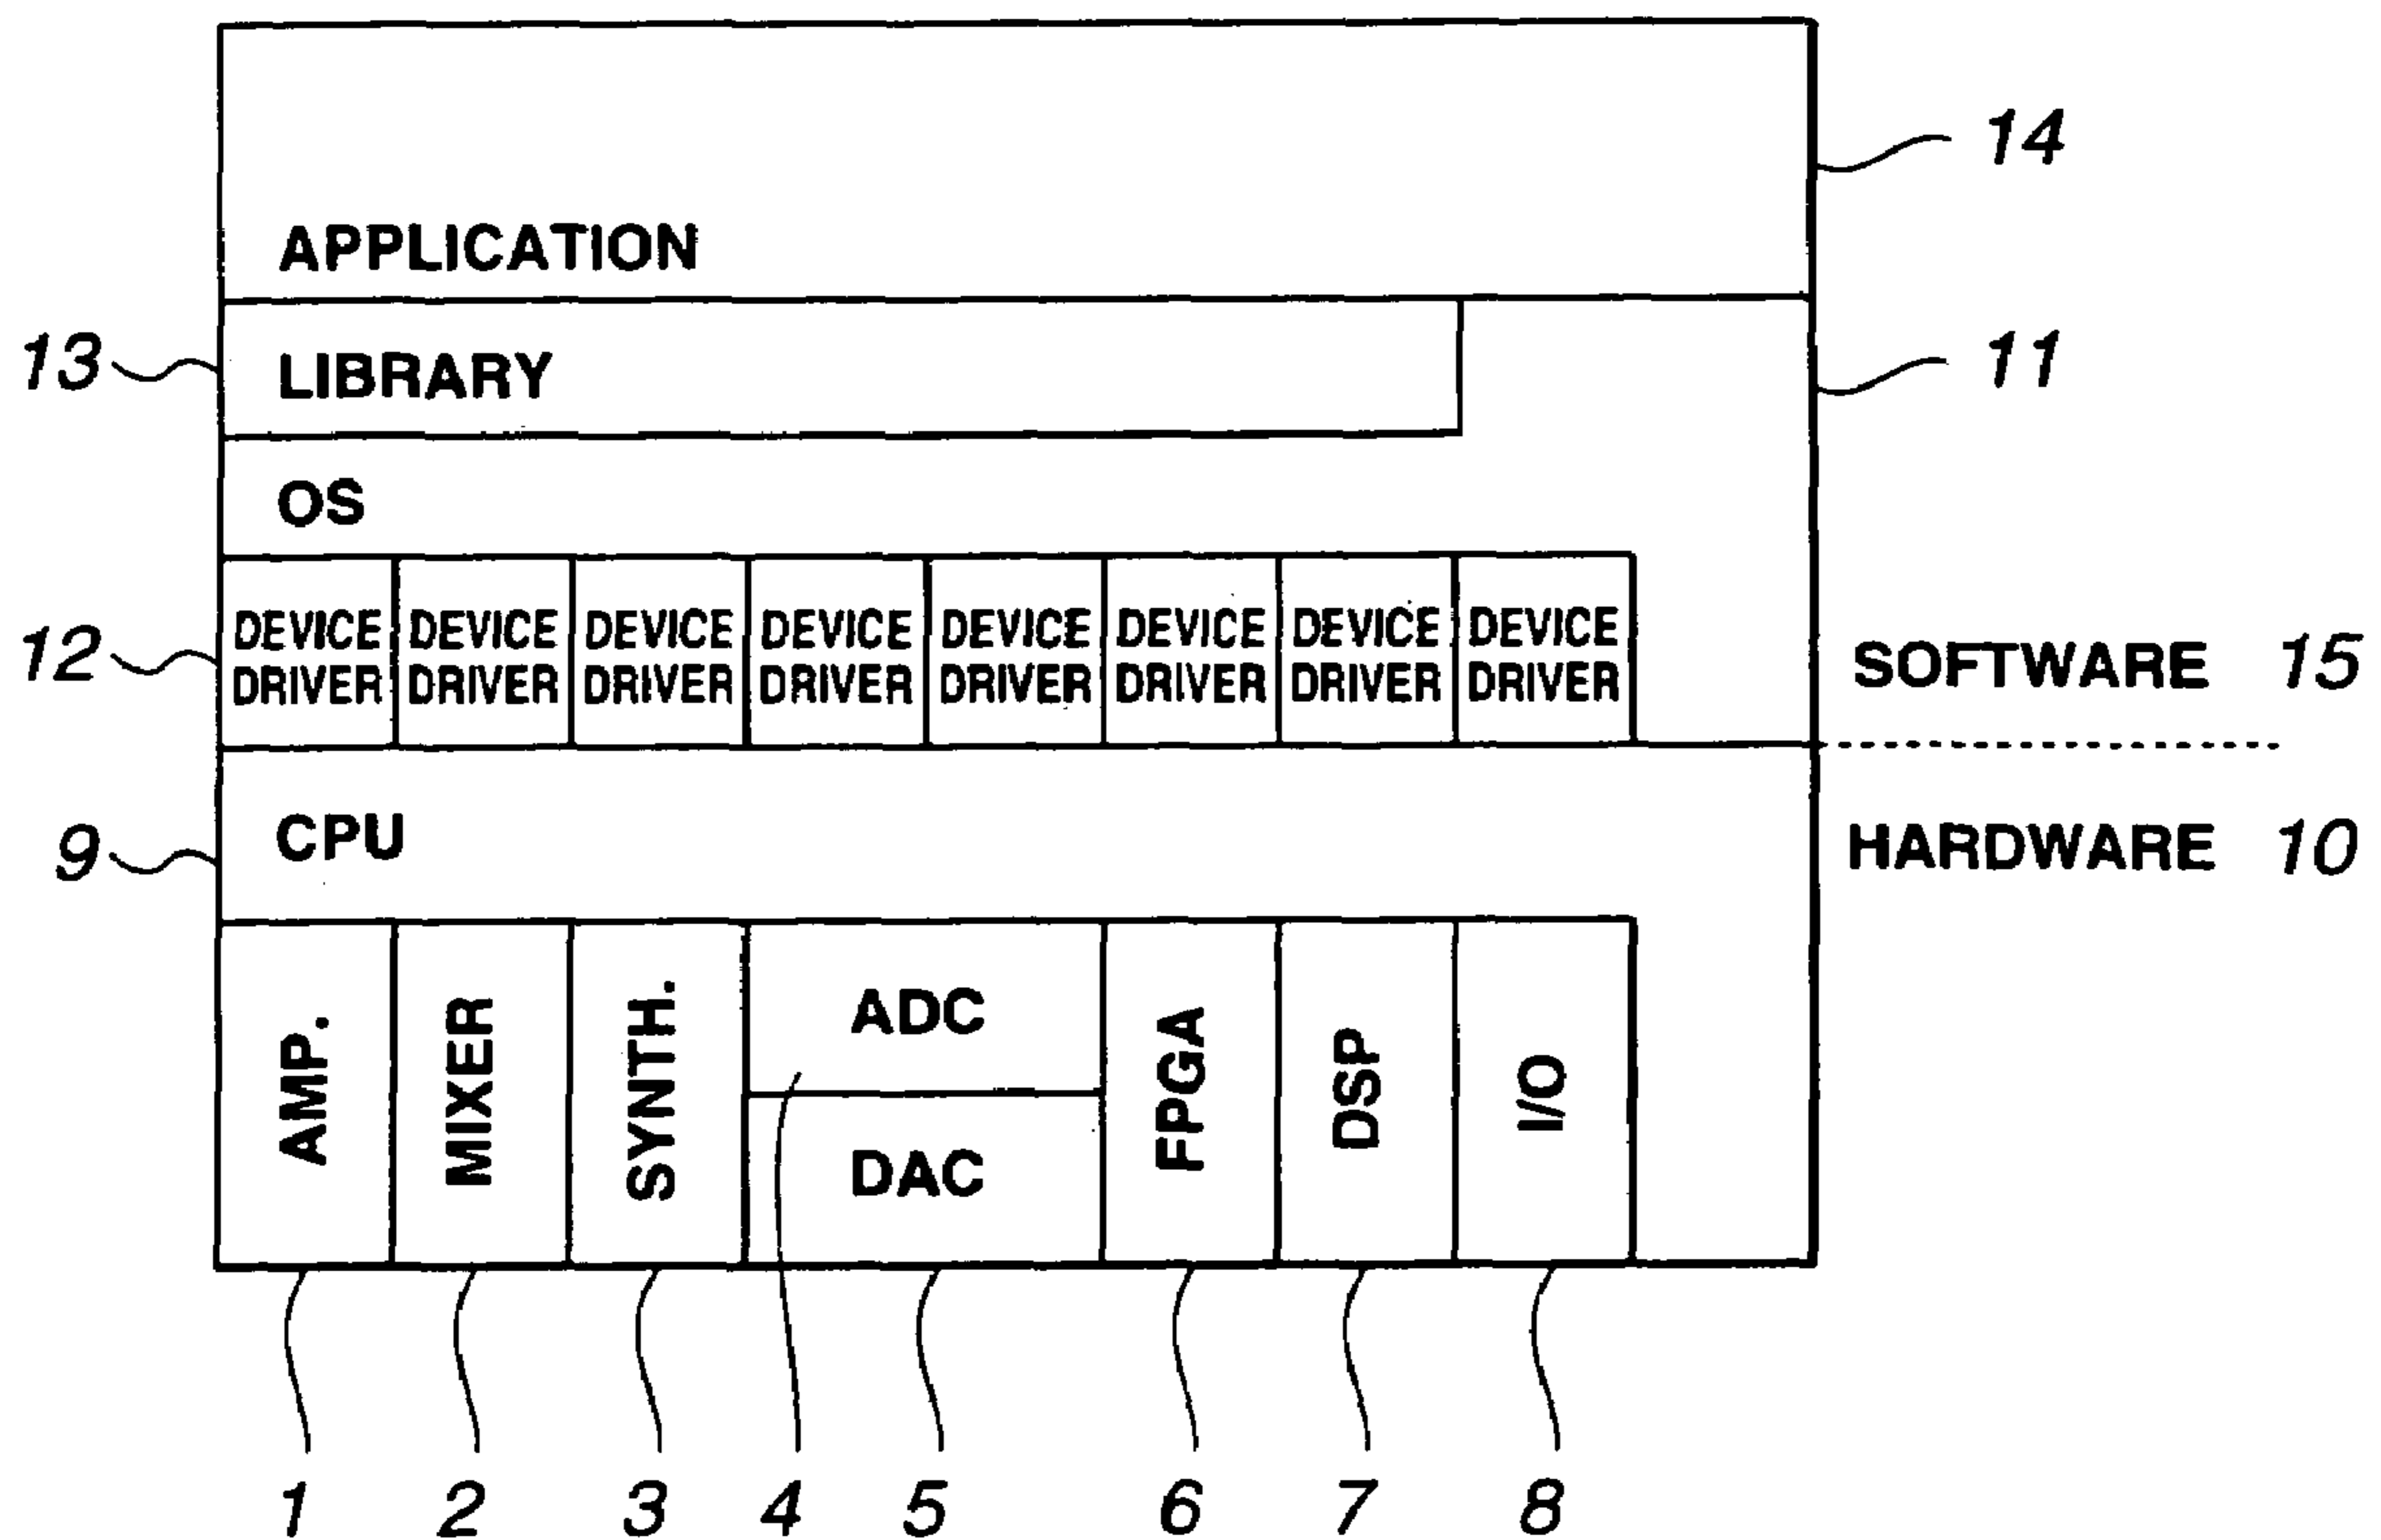 14
APPLICATION
13
LIBRARY
11
OS
12
DEVICE DRIVER
DEVICE DRIVER
DEVICE DRIVER
DEVICE DRIVER
DEVICE DRIVER
DEVICE DRIVER
DEVICE DRIVER
DEVICE DRIVER
SOFTWARE 15
9
CPU
HARDWARE 10
AMP.
MIXER
SYNTH.
ADC
DAC
FPGA
DSP
I/O
1 2 3 4 5 6 7 8